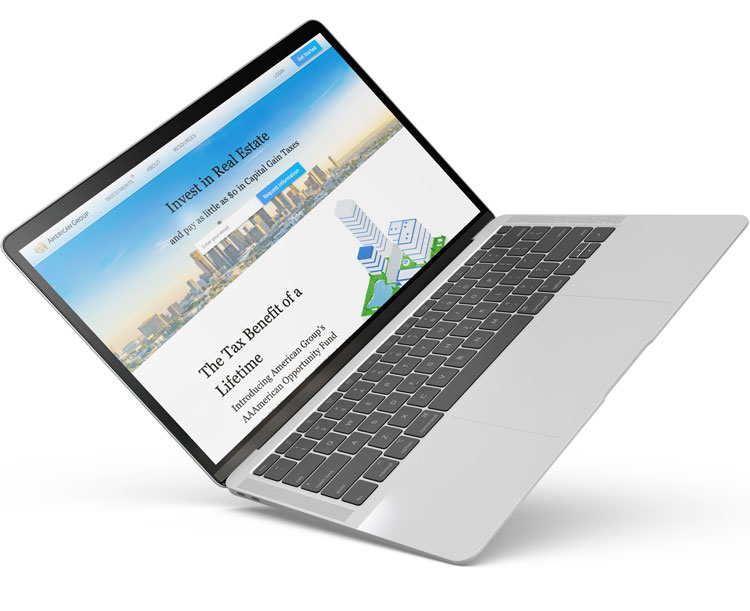 AMERICAN GROUP
INVESTMENTS
ABOUT
RESOURCES
LOGIN
Get Started
Invest in Real Estate
and pay as little as $0 in Capital Gain Taxes
Enter your email
Request Information
The Tax Benefit of a
Lifetime
Introducing American Group's
AAAmerican Opportunity Fund